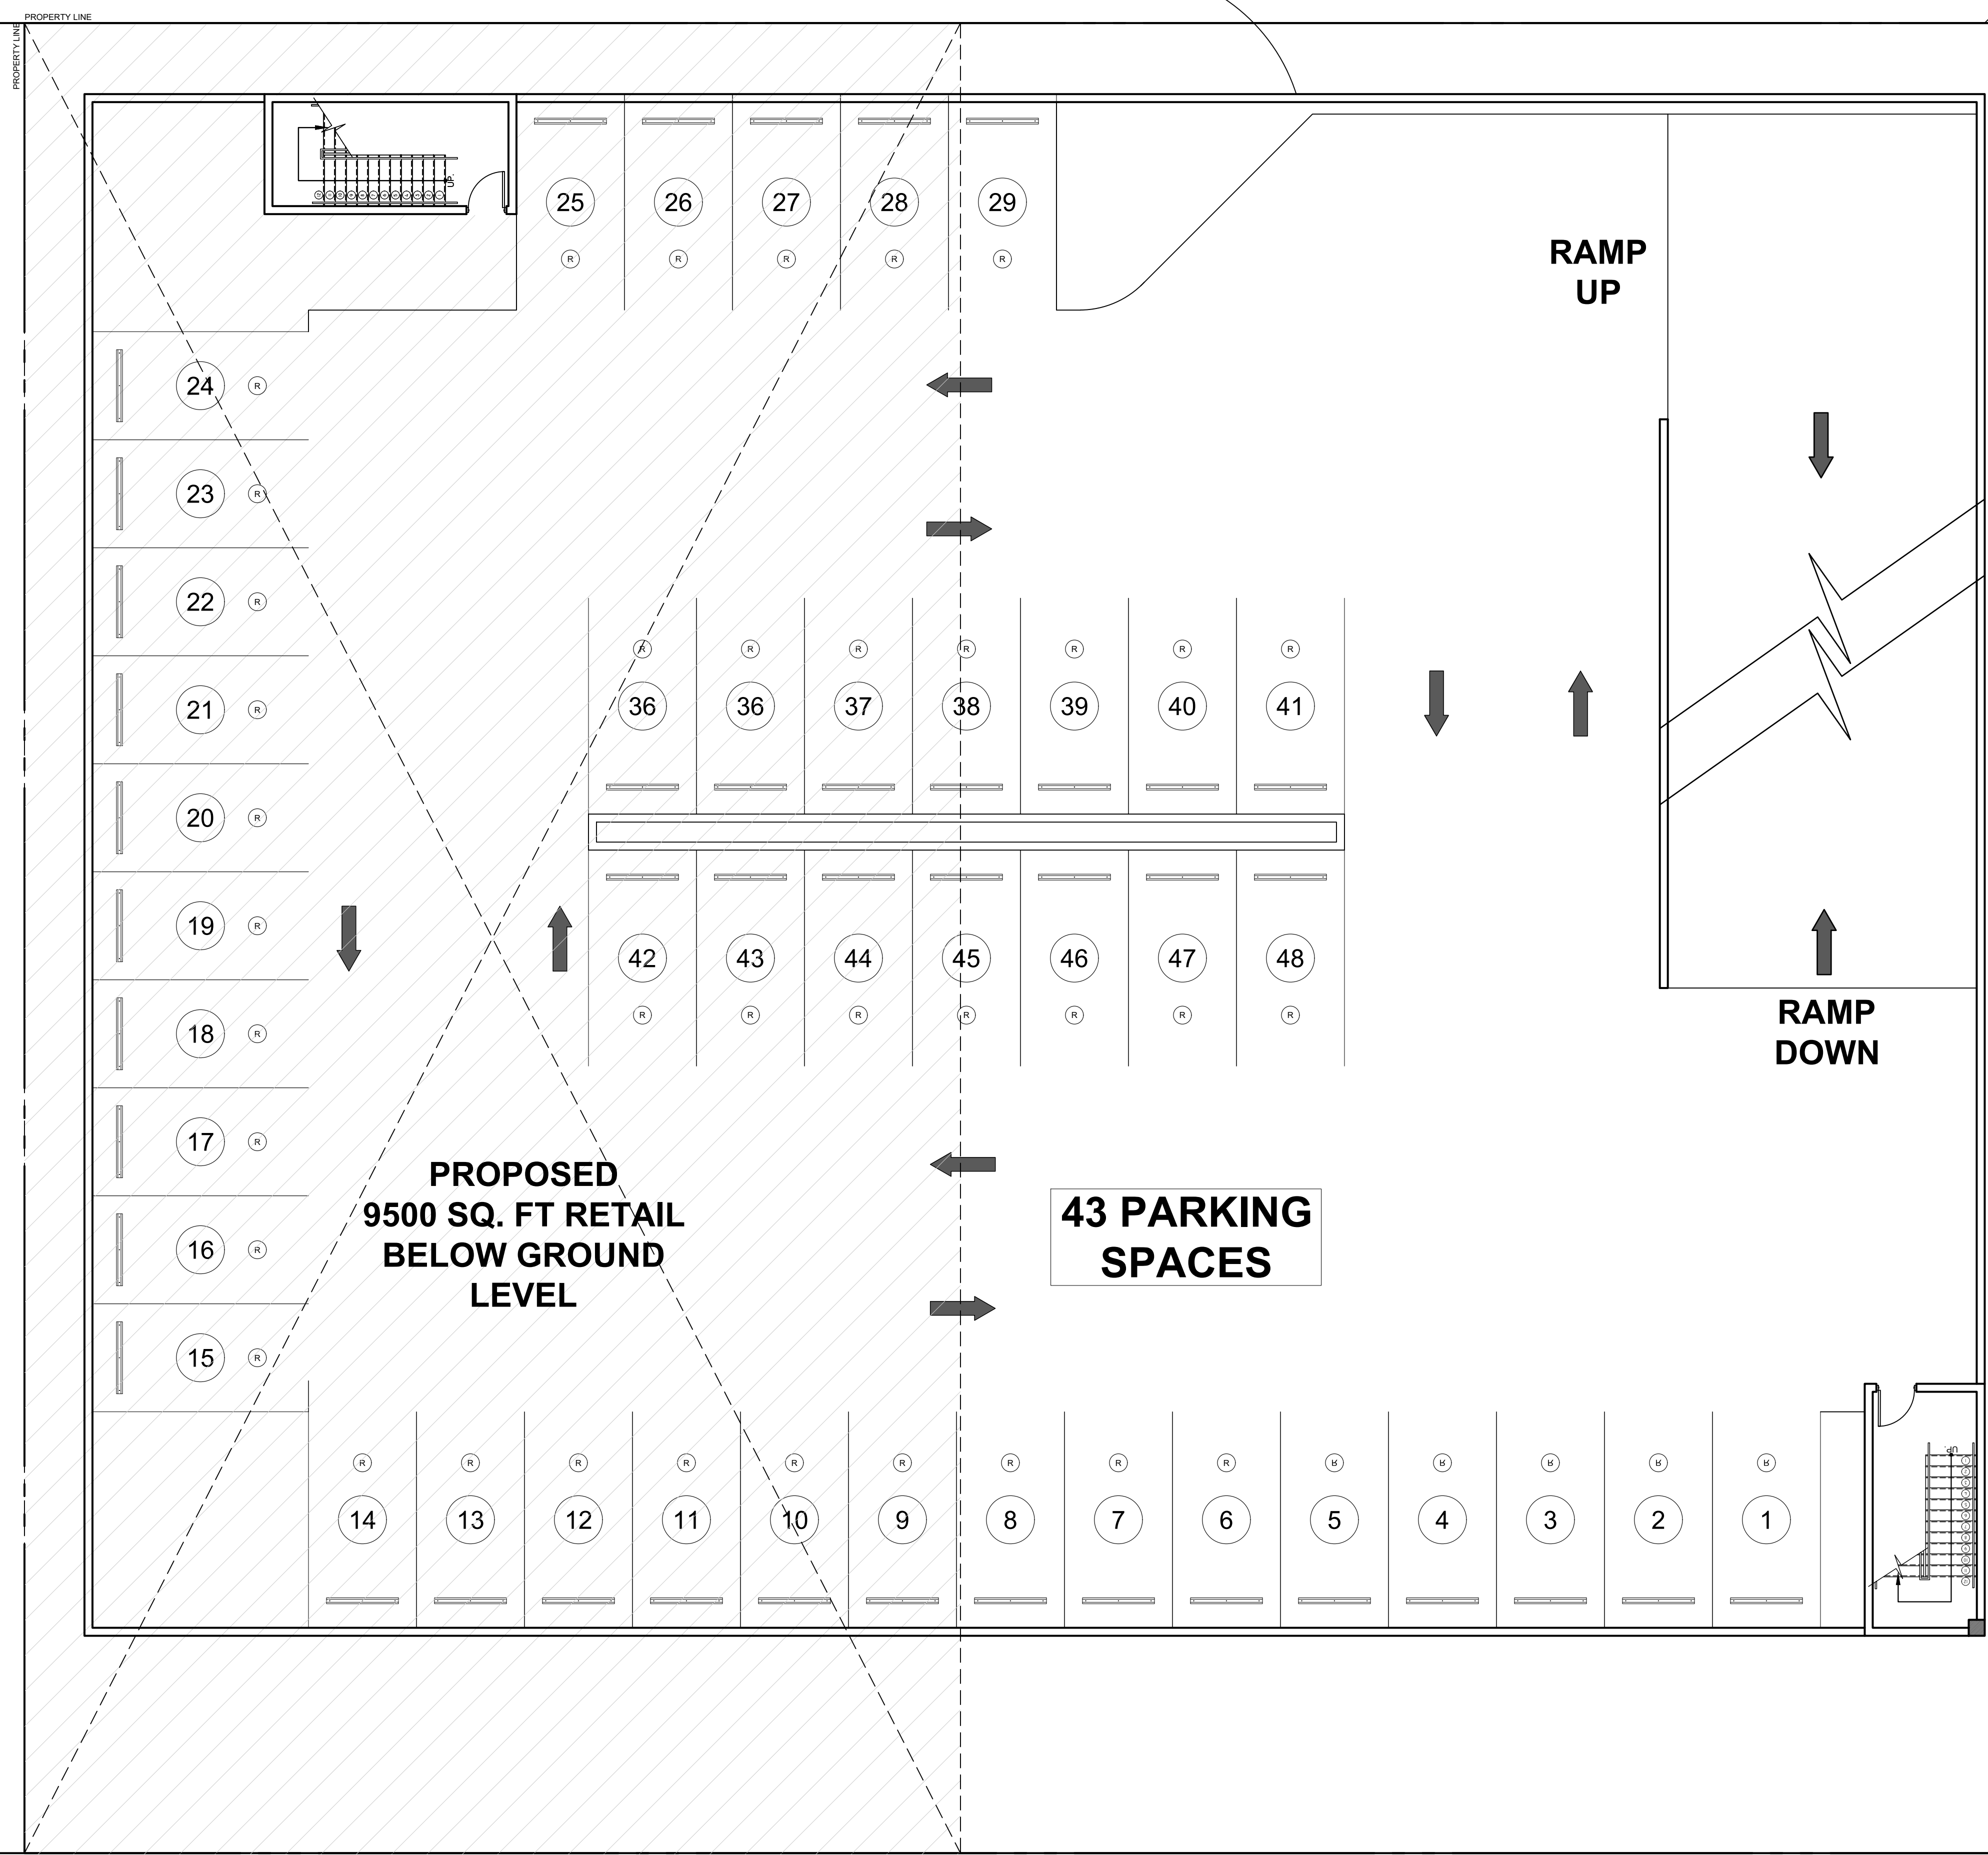 PROPERTY LINE
PROPERTY LINE
UP.
25 26 27 28 29
R R R R R
RAMP
UP
24 R
23 R
22 R
21 R
20 R
19 R
18 R
17 R
16 R
15 R
R R R R R R R
36 36 37 38 39 40 41
42 43 44 45 46 47 48
R R R R R R R
RAMP
DOWN
PROPOSED
9500 SQ. FT RETAIL
BELOW GROUND
LEVEL
43 PARKING
SPACES
UP.
R R R R R R R R R R R R R R
14 13 12 11 10 9 8 7 6 5 4 3 2 1